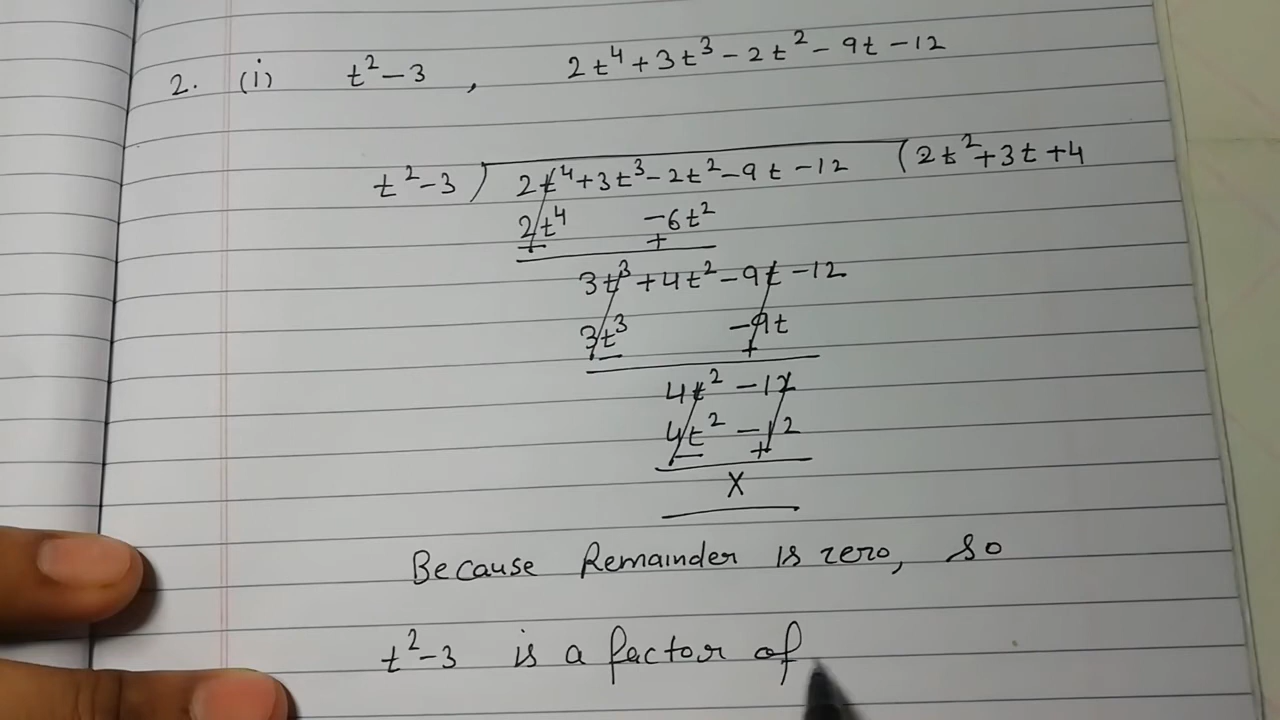 2. (i) t²-3 , 2t⁴+3t³-2t²-9t-12
t²-3 ) 2t⁴+3t³-2t²-9t-12 ( 2t²+3t+4
2t⁴ -6t²
- +
3t³+4t²-9t-12
3t³ -9t
- +
4t²-12
4t²-12
- +
X
Because Remainder is zero, so
t²-3 is a factor of